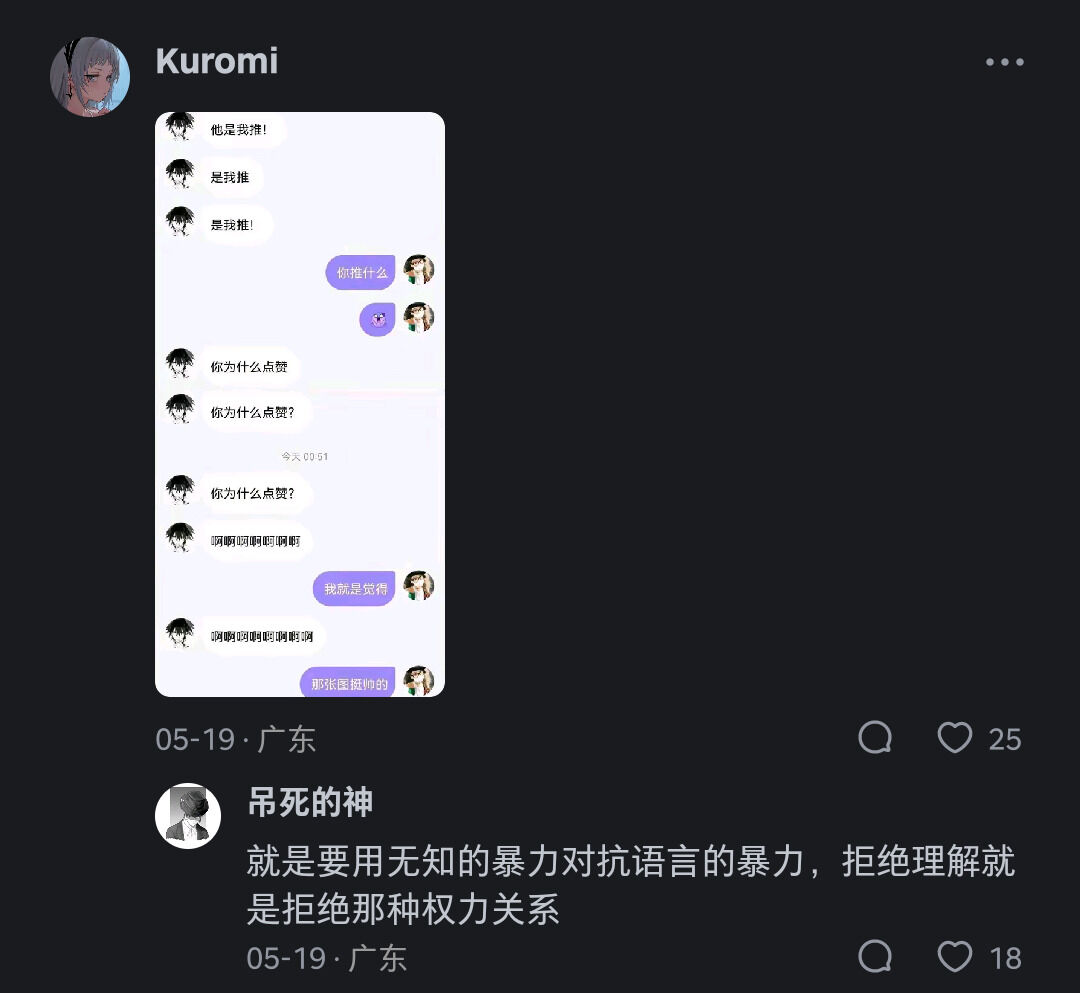 Kuromi
他是我推！
是我推
是我推！
你推什么
你为什么点赞
你为什么点赞？
今天 00:51
你为什么点赞？
啊啊啊啊啊啊啊
我就是觉得
啊啊啊啊啊啊啊啊
那张图挺帅的
05-19 · 广东
25
吊死的神
就是要用无知的暴力对抗语言的暴力，拒绝理解就
是拒绝那种权力关系
05-19 · 广东
18